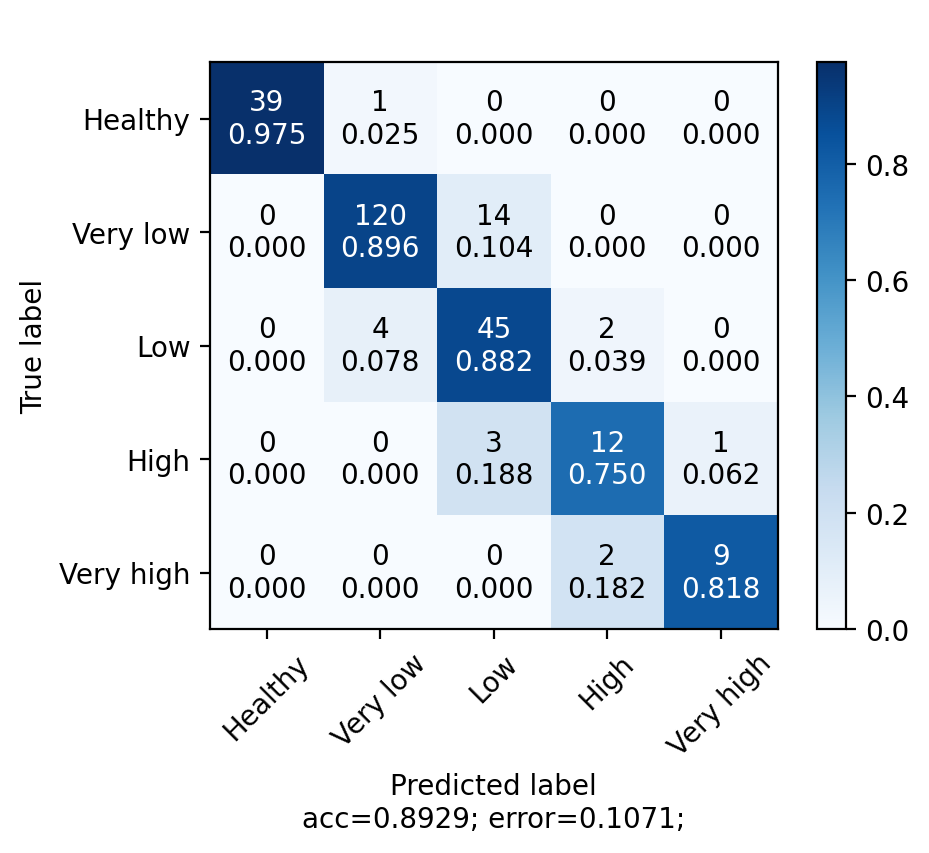 Healthy
39 1 0 0 0
0.975 0.025 0.000 0.000 0.000
Very low
0 120 14 0 0
0.000 0.896 0.104 0.000 0.000
Low
0 4 45 2 0
0.000 0.078 0.882 0.039 0.000
High
0 0 3 12 1
0.000 0.000 0.188 0.750 0.062
Very high
0 0 0 2 9
0.000 0.000 0.000 0.182 0.818
True label
Healthy Very low Low High Very high
Predicted label
acc=0.8929; error=0.1071;
0.8
0.6
0.4
0.2
0.0